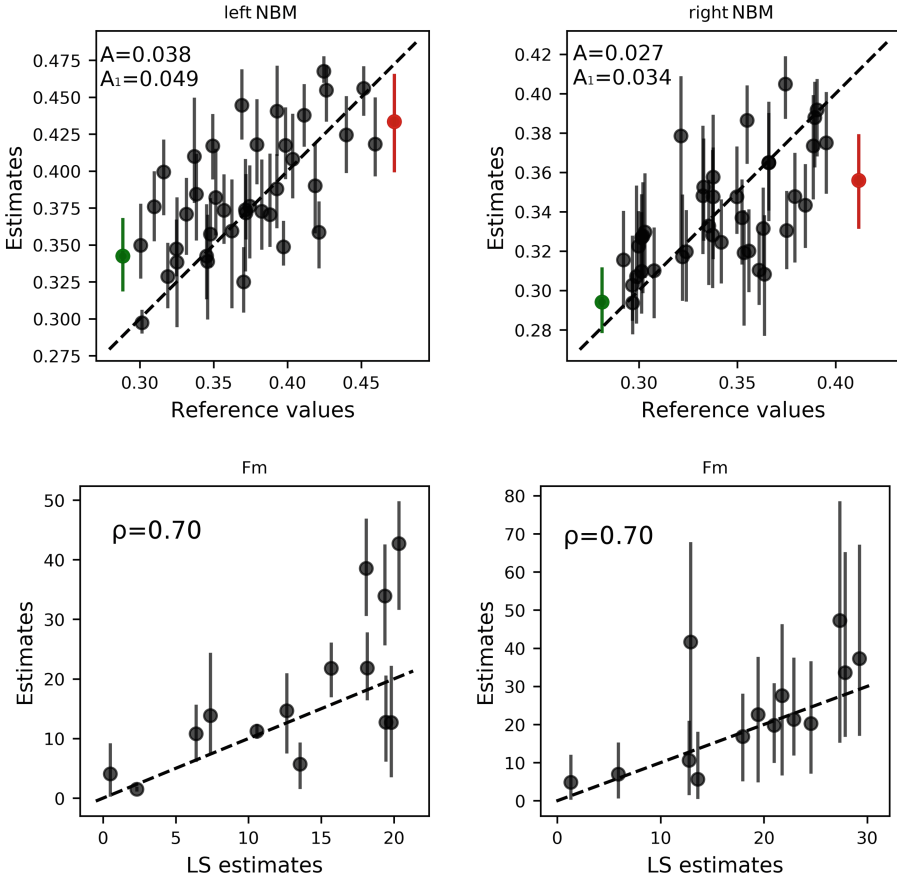 left NBM
A=0.038
A₁=0.049
0.475
0.450
0.425
0.400
0.375
0.350
0.325
0.300
0.275
Estimates
0.30 0.35 0.40 0.45
Reference values
right NBM
A=0.027
A₁=0.034
0.42
0.40
0.38
0.36
0.34
0.32
0.30
0.28
Estimates
0.30 0.35 0.40
Reference values
Fm
ρ=0.70
50
40
30
20
10
0
Estimates
0 5 10 15 20
LS estimates
Fm
ρ=0.70
80
70
60
50
40
30
20
10
0
Estimates
0 10 20 30
LS estimates